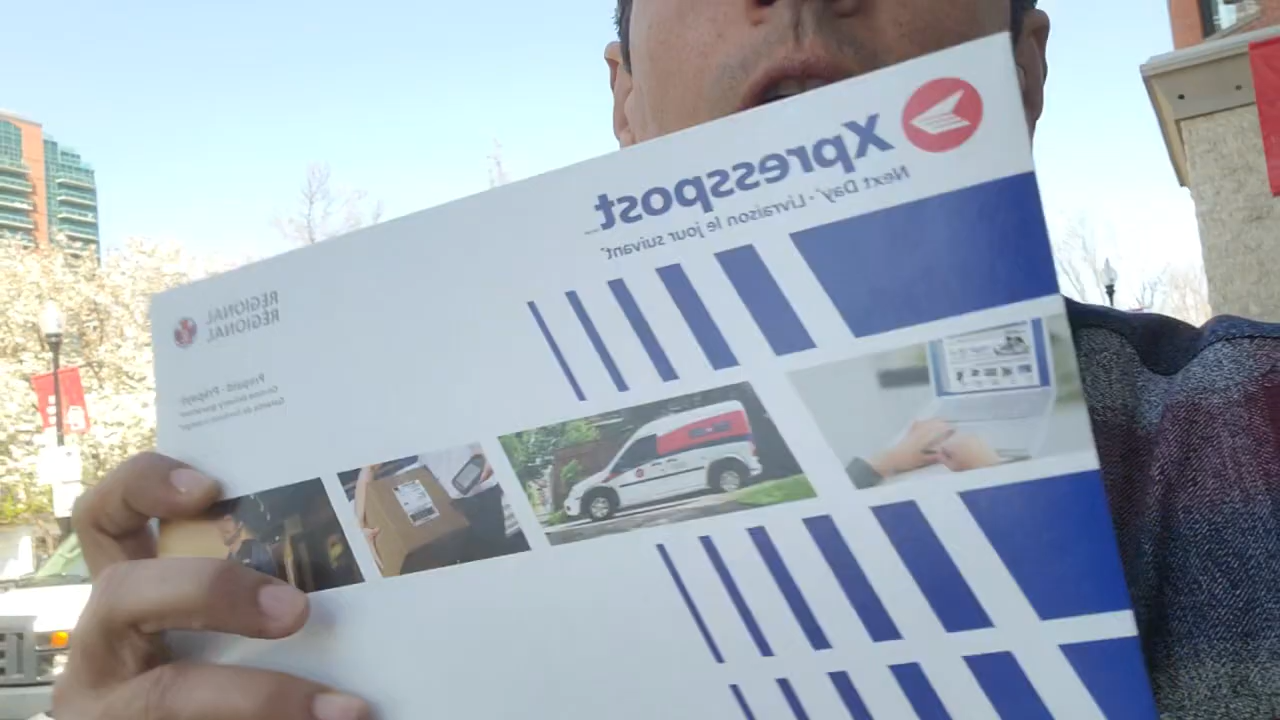 Xpresspost
Next Day* · Livraison le jour suivant*
REGIONAL
RÉGIONAL
Prepaid · Prépayé